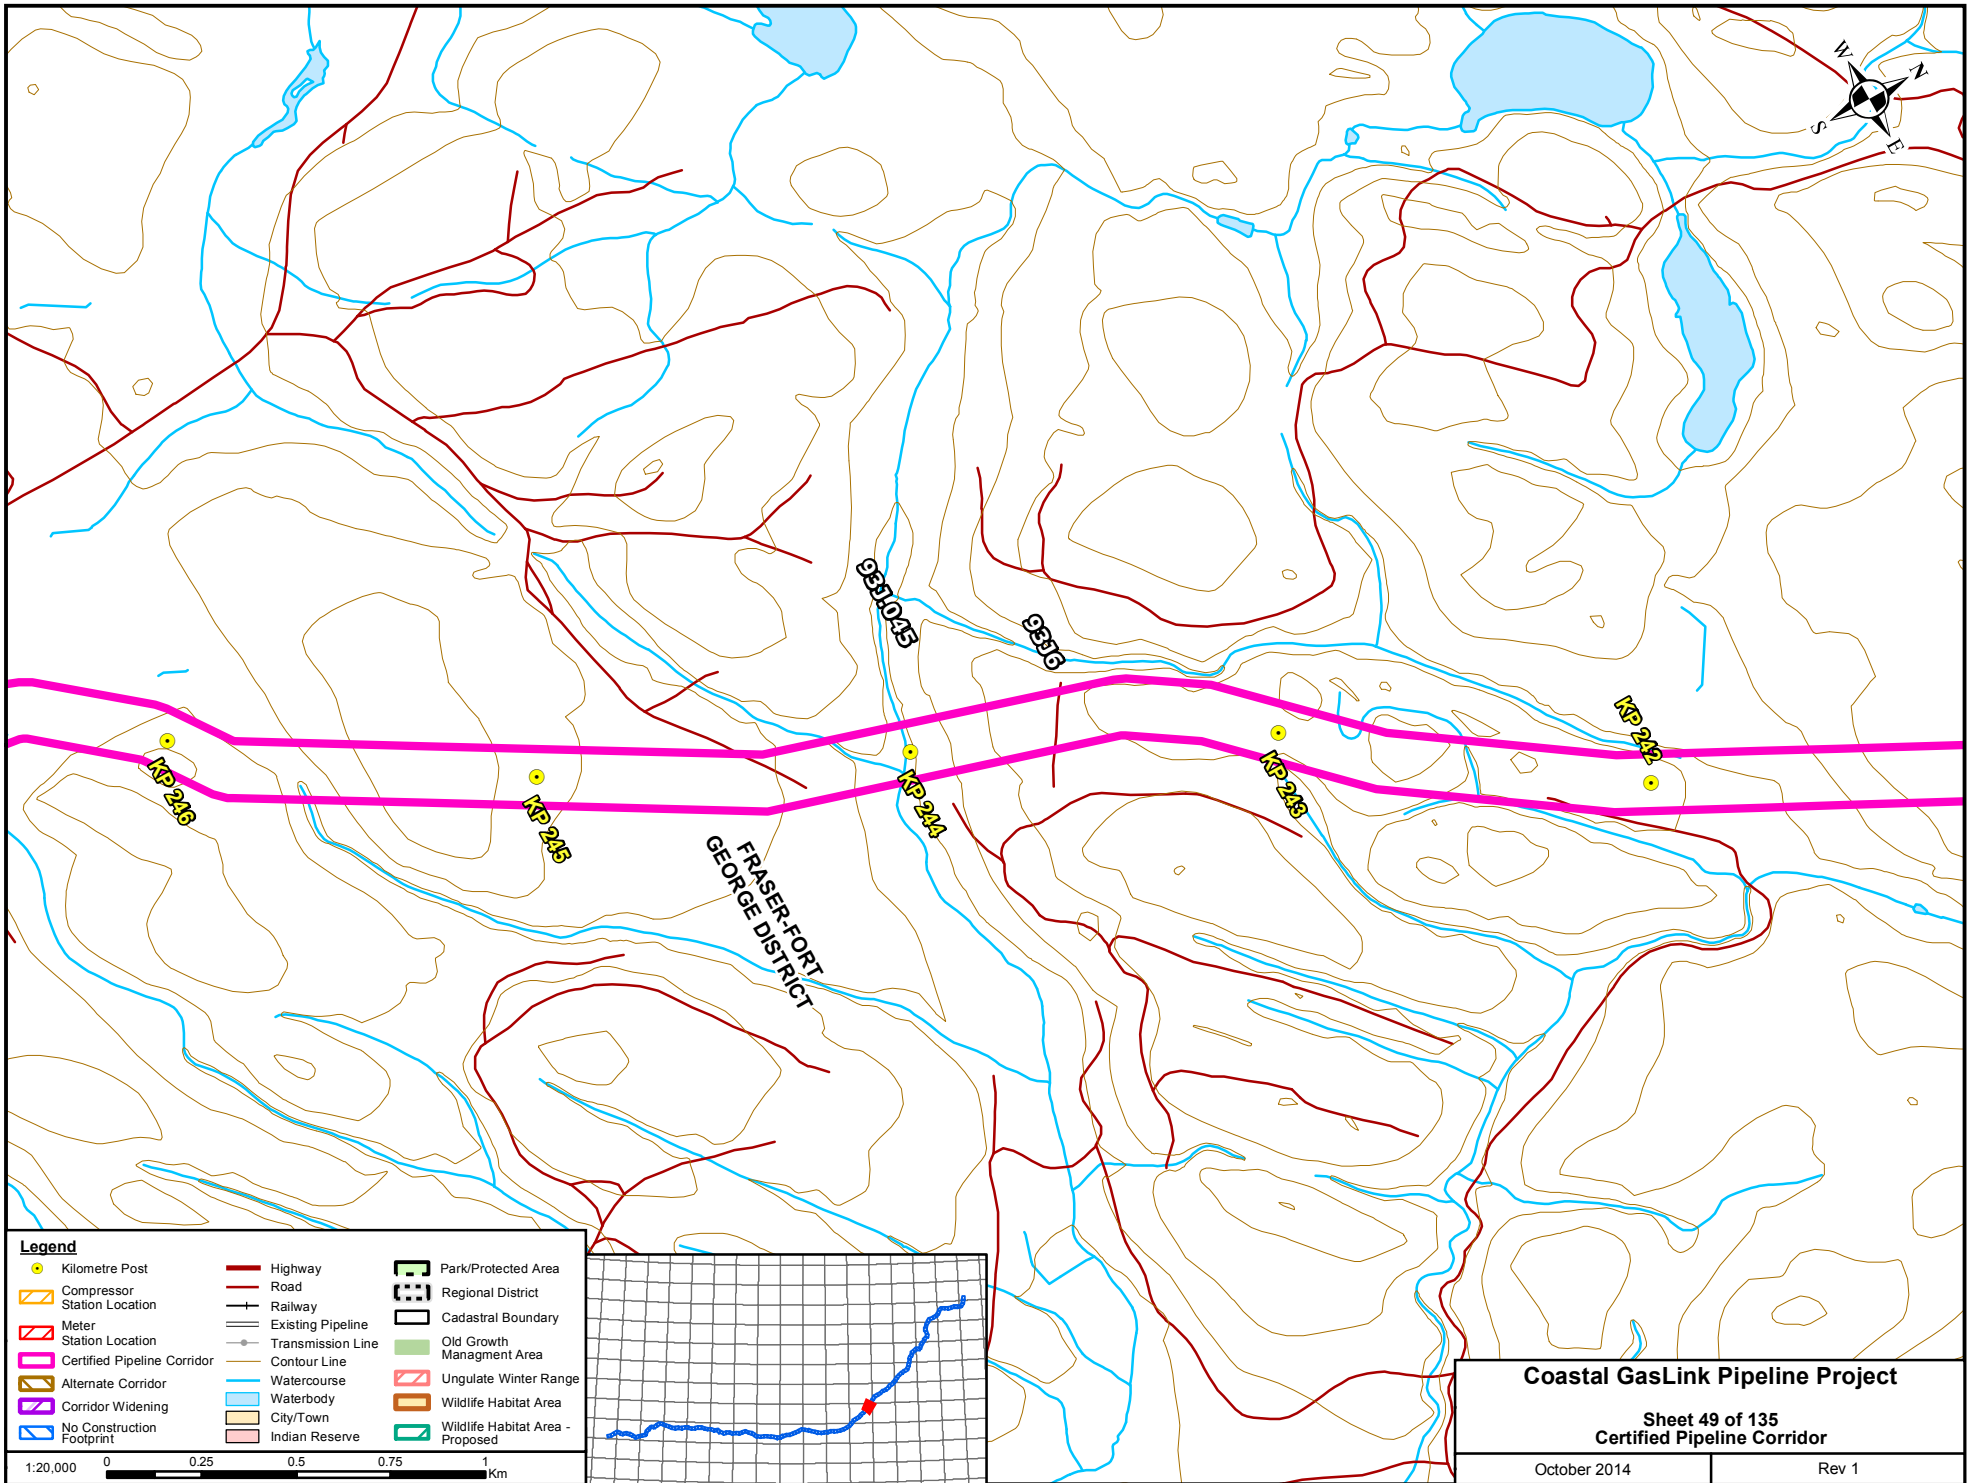 W
N
S
E
93J.045
93J6
KP 242
KP 243
KP 244
KP 245
KP 246
FRASER-FORT
GEORGE DISTRICT
Legend
Kilometre Post
Compressor
Station Location
Meter
Station Location
Certified Pipeline Corridor
Alternate Corridor
Corridor Widening
No Construction
Footprint
Highway
Road
Railway
Existing Pipeline
Transmission Line
Contour Line
Watercourse
Waterbody
City/Town
Indian Reserve
Park/Protected Area
Regional District
Cadastral Boundary
Old Growth
Managment Area
Ungulate Winter Range
Wildlife Habitat Area
Wildlife Habitat Area -
Proposed
1:20,000
0 0.25 0.5 0.75 1
Km
Coastal GasLink Pipeline Project
Sheet 49 of 135
Certified Pipeline Corridor
October 2014
Rev 1